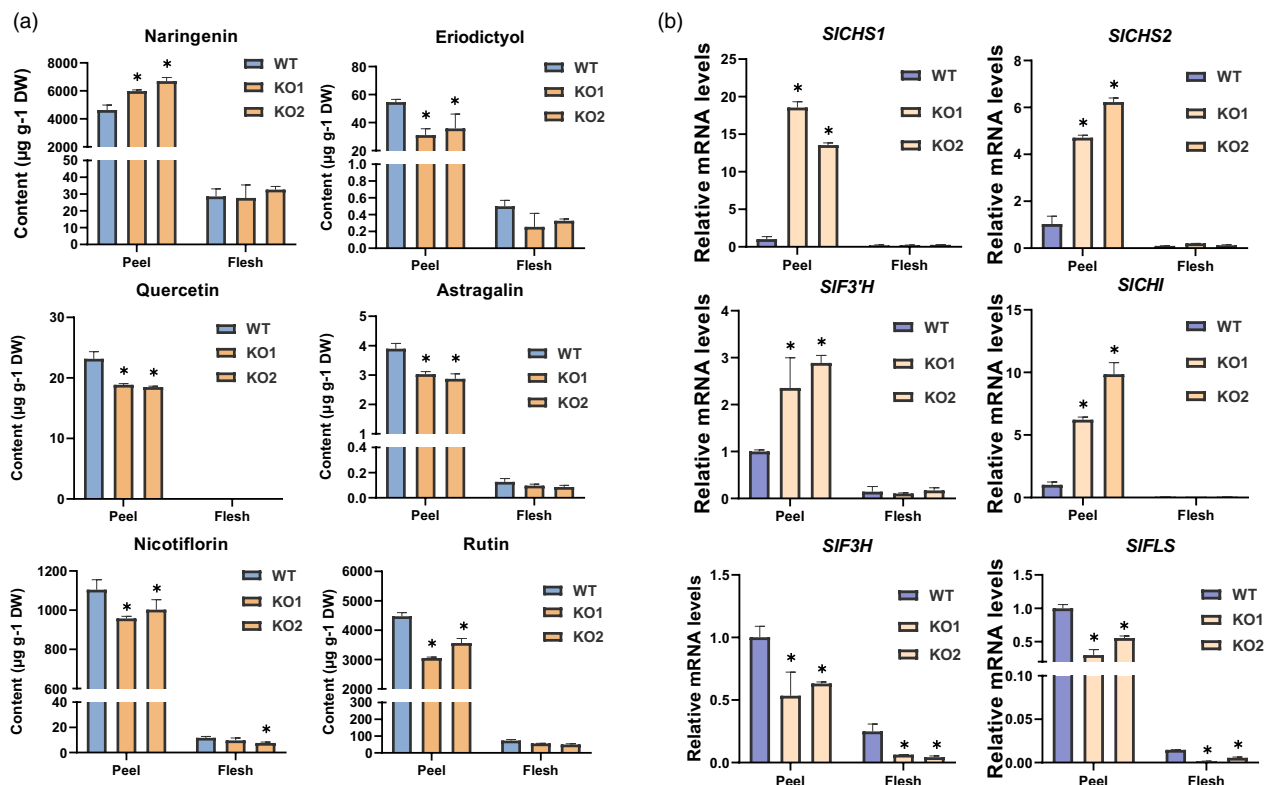 (a)
Naringenin
Content (µg g-1 DW)
8000
6000
4000
2000
50
40
30
20
10
0
Peel Flesh
WT
KO1
KO2
* *
Eriodictyol
Content (µg g-1 DW)
80
60
40
20
1.0
0.8
0.6
0.4
0.2
0.0
Peel Flesh
WT
KO1
KO2
* *
Quercetin
Content (µg g-1 DW)
30
20
10
0
Peel Flesh
WT
KO1
KO2
* *
Astragalin
Content (µg g-1 DW)
5
4
3
2
1
0.4
0.2
0.0
Peel Flesh
WT
KO1
KO2
* *
Nicotiflorin
Content (µg g-1 DW)
1200
1000
800
600
20
10
0
Peel Flesh
WT
KO1
KO2
* * *
Rutin
Content (µg g-1 DW)
6000
5000
4000
3000
2000
300
200
100
0
Peel Flesh
WT
KO1
KO2
* *
(b)
SlCHS1
Relative mRNA levels
25
20
15
10
5
0
Peel Flesh
WT
KO1
KO2
* *
SlCHS2
Relative mRNA levels
8
6
4
2
0
Peel Flesh
WT
KO1
KO2
* *
SlF3'H
Relative mRNA levels
4
3
2
1
0
Peel Flesh
WT
KO1
KO2
* *
SlCHI
Relative mRNA levels
15
10
5
0
Peel Flesh
WT
KO1
KO2
* *
SlF3H
Relative mRNA levels
1.5
1.0
0.5
0.0
Peel Flesh
WT
KO1
KO2
* * * *
SlFLS
Relative mRNA levels
1.5
1.0
0.5
0.10
0.05
0.00
Peel Flesh
WT
KO1
KO2
* * * *